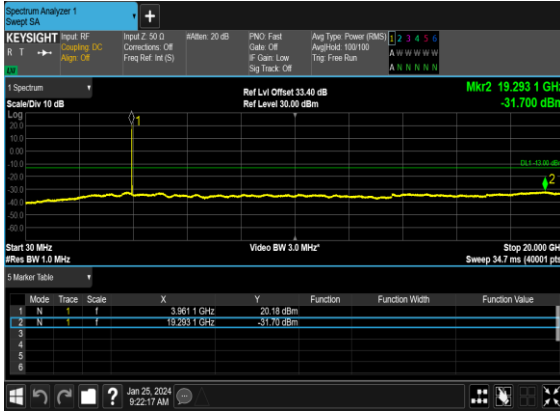 Spectrum Analyzer 1
Swept SA
+
KEYSIGHT
R T
Input: RF
Coupling: DC
Align: Off
Input Z: 50 Ω
Corrections: Off
Freq Ref: Int (S)
#Atten: 20 dB
PNO: Fast
Gate: Off
IF Gain: Low
Sig Track: Off
Avg Type: Power (RMS)
Avg|Hold: 100/100
Trig: Free Run
1 2 3 4 5 6
A W W W W W
A N N N N N
1 Spectrum
Scale/Div 10 dB
Ref Lvl Offset 33.40 dB
Ref Level 30.00 dBm
Mkr2 19.293 1 GHz
-31.700 dBm
Log
20.0
10.0
0.00
-10.0
-20.0
-30.0
-40.0
-50.0
-60.0
1
DL1 -13.00 dBm
2
Start 30 MHz
#Res BW 1.0 MHz
Video BW 3.0 MHz*
Stop 20.000 GH
Sweep 34.7 ms (40001 pts
5 Marker Table
Mode Trace Scale X Y Function Function Width Function Value
1 N 1 f 3.961 1 GHz 20.18 dBm
2 N 1 f 19.293 1 GHz -31.70 dBm
3
4
5
6
?
Jan 25, 2024
9:22:17 AM